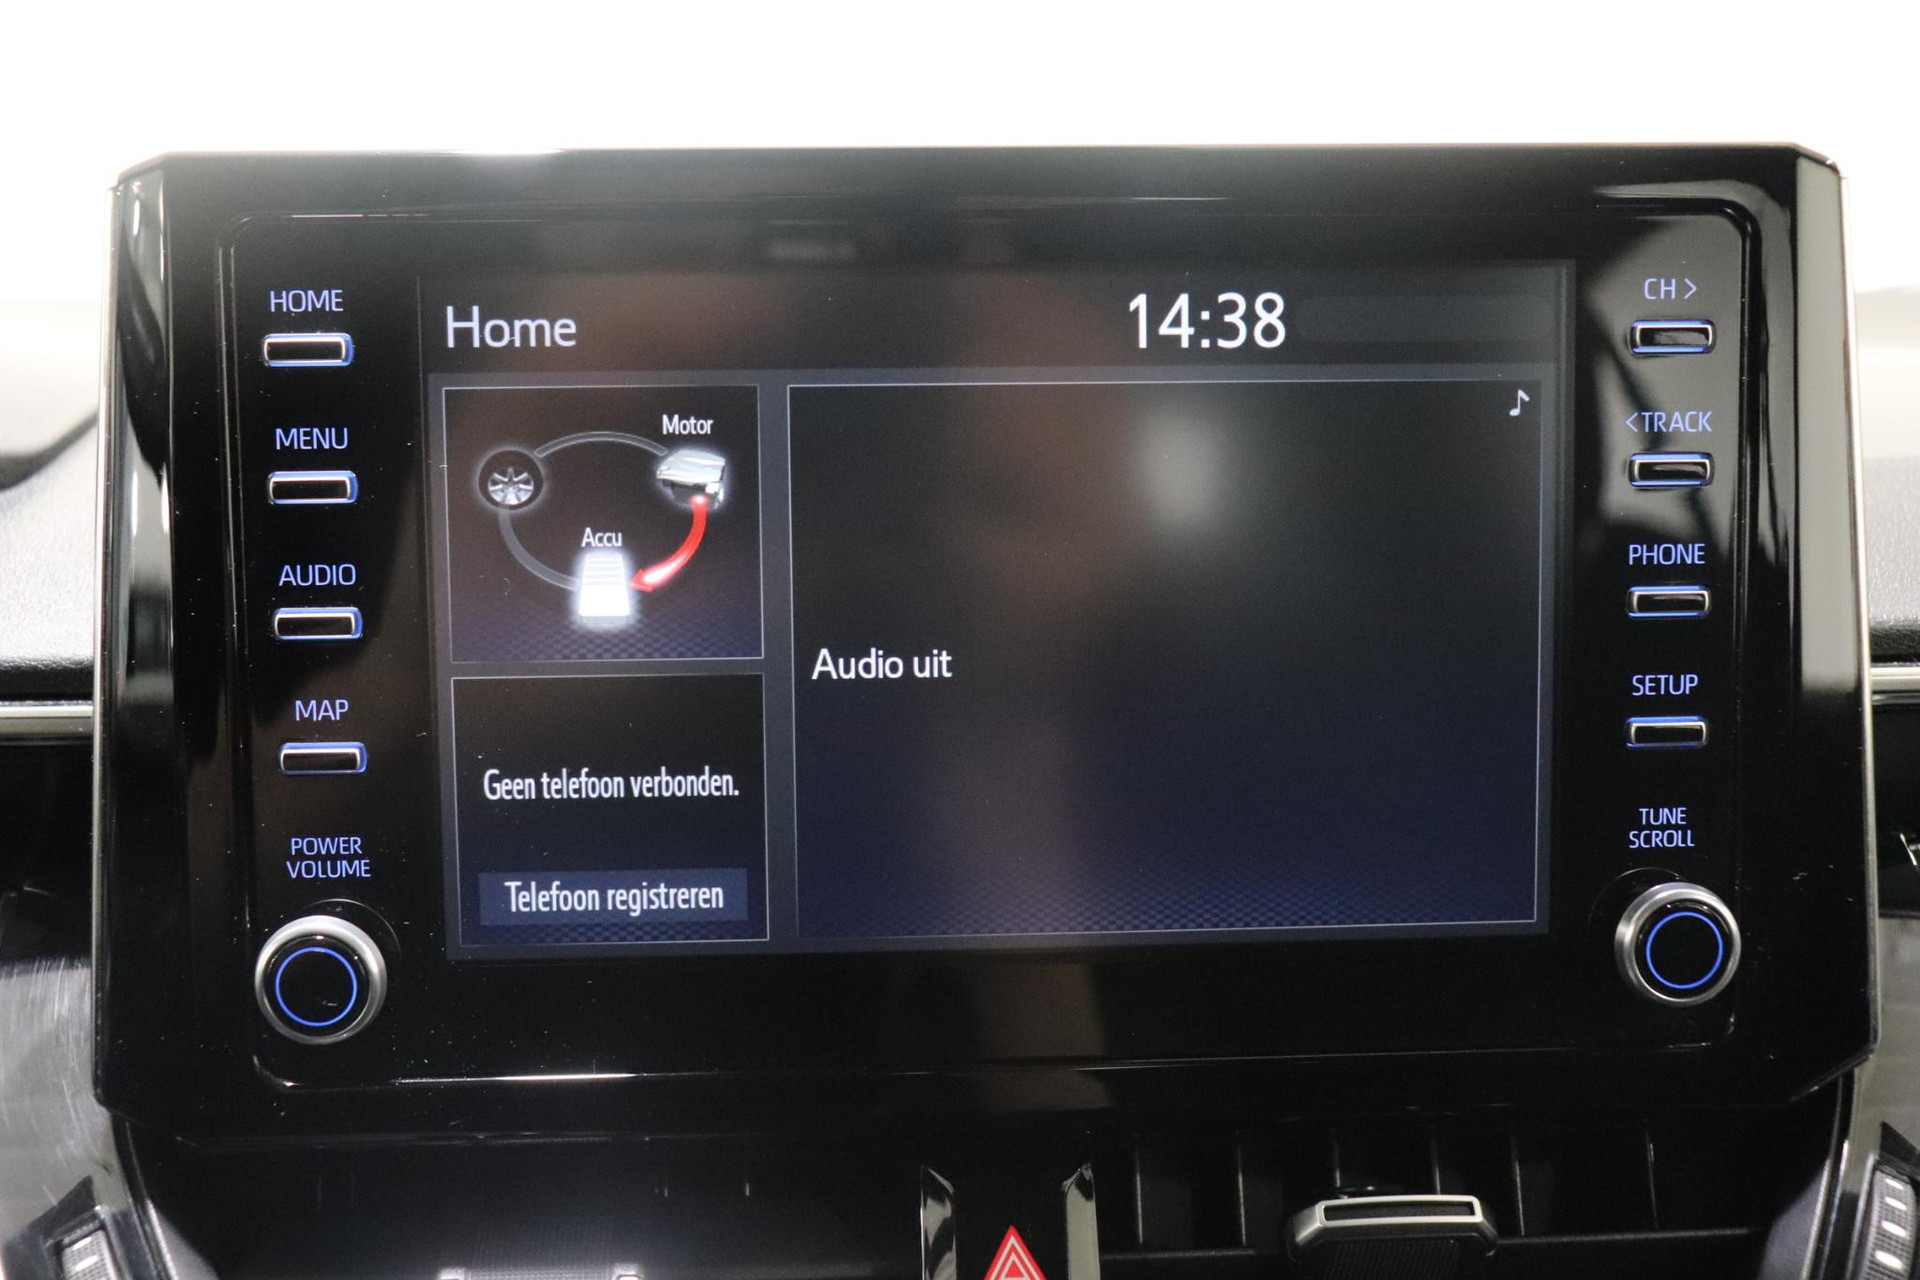 HOME
MENU
AUDIO
MAP
POWER
VOLUME
Home
14:38
Motor
Accu
Geen telefoon verbonden.
Telefoon registreren
Audio uit
CH >
< TRACK
PHONE
SETUP
TUNE
SCROLL